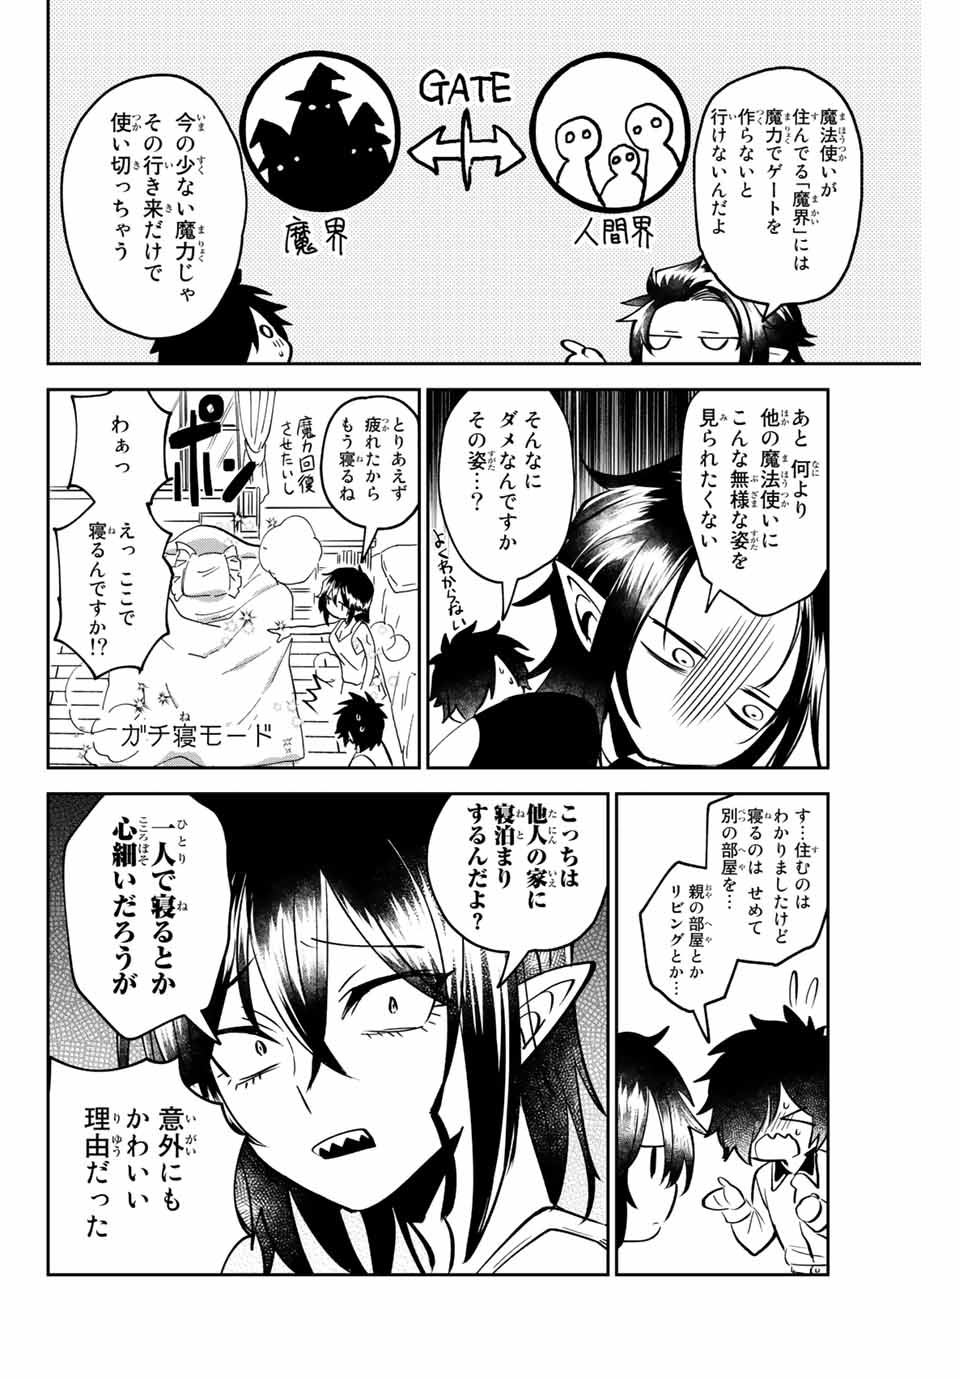 魔法使いが
住んでる「魔界」には
魔力でゲートを
作らないと
行けないんだよ
GATE
人間界
魔界
今の少ない魔力じゃ
その行き来だけで
使い切っちゃう
あと 何より
他の魔法使いに
こんな無様な姿を
見られたくない
そんなに
ダメなんですか
その姿…?
よくわからない
とりあえず
疲れたから
もう寝るね
魔力回復
させたいし
ポンッ
わぁっ
えっ ここで
寝るんですか!?
ガチ寝モード
す…住むのは
わかりましたけど
寝るのは せめて
別の部屋を…
親の部屋とか
リビングとか…
こっちは
他人の家に
寝泊まり
するんだよ?
一人で寝るとか
心細いだろうが
意外にも
かわいい
理由だった